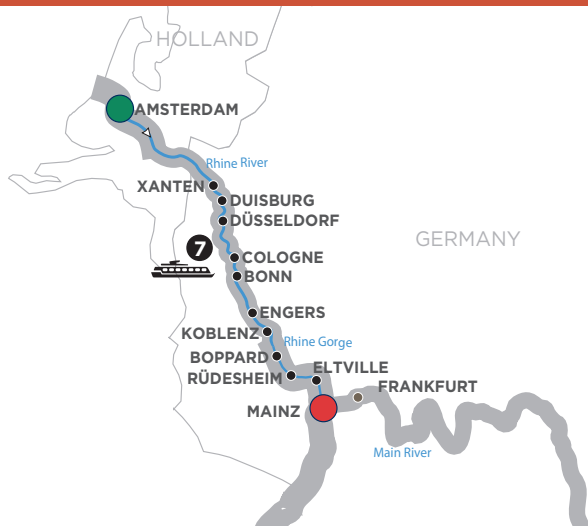 HOLLAND
AMSTERDAM
Rhine River
XANTEN
DUISBURG
DÜSSELDORF
GERMANY
7
COLOGNE
BONN
ENGERS
KOBLENZ
Rhine Gorge
BOPPARD
ELTVILLE
RÜDESHEIM
FRANKFURT
MAINZ
Main River